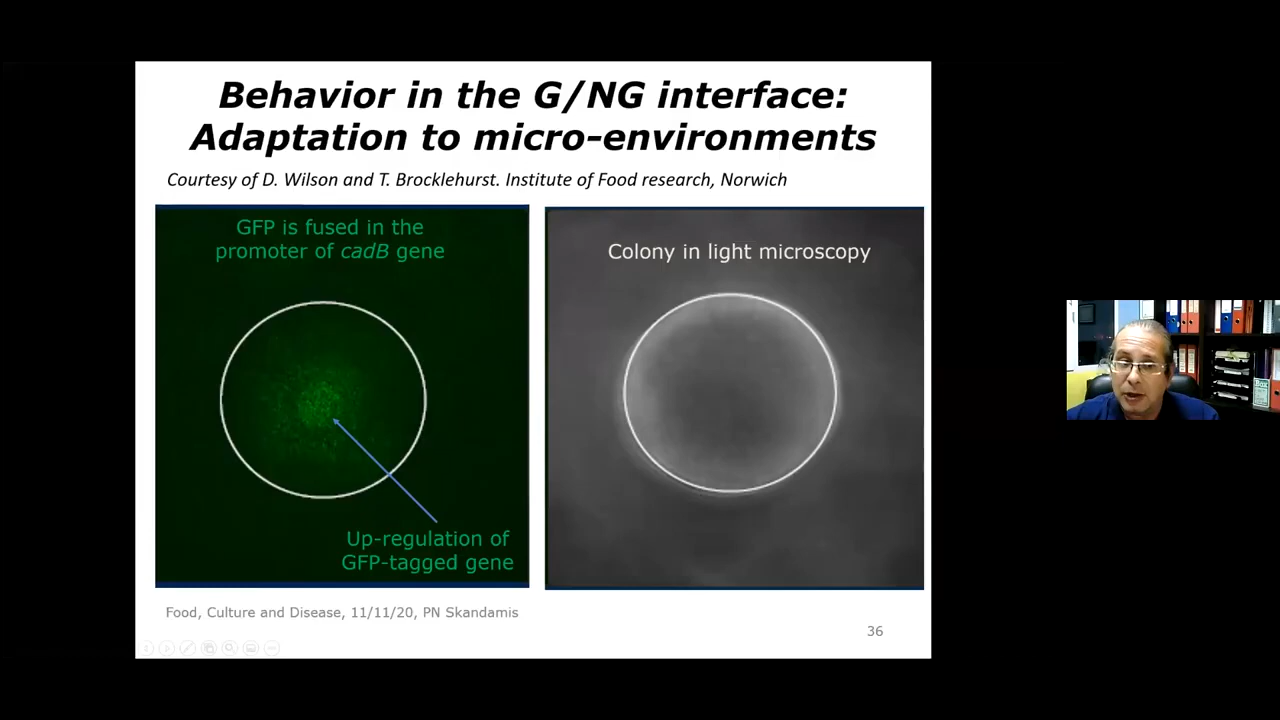 Behavior in the G/NG interface:
Adaptation to micro-environments
Courtesy of D. Wilson and T. Brocklehurst. Institute of Food research, Norwich
GFP is fused in the
promoter of cadB gene
Up-regulation of
GFP-tagged gene
Colony in light microscopy
Food, Culture and Disease, 11/11/20, PN Skandamis
36